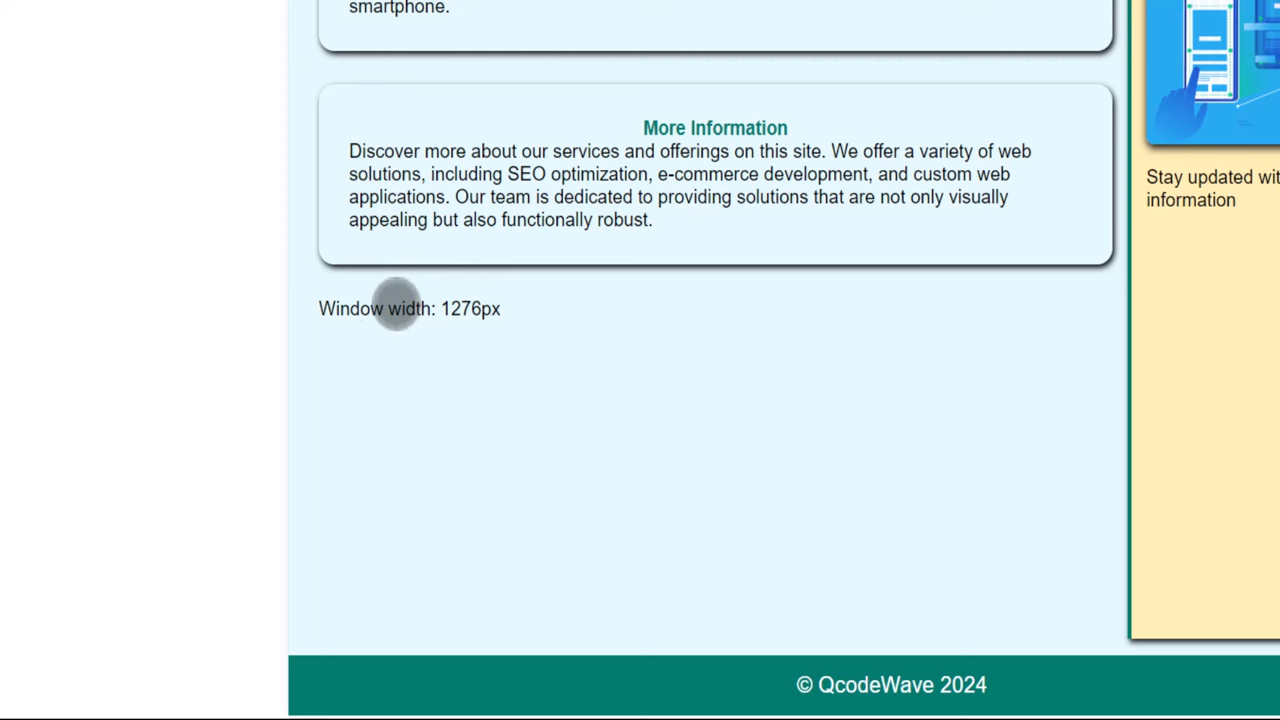 smartphone.
More Information
Discover more about our services and offerings on this site. We offer a variety of web
solutions, including SEO optimization, e-commerce development, and custom web
applications. Our team is dedicated to providing solutions that are not only visually
appealing but also functionally robust.
Window width: 1276px
Stay updated wit
information
© QcodeWave 2024